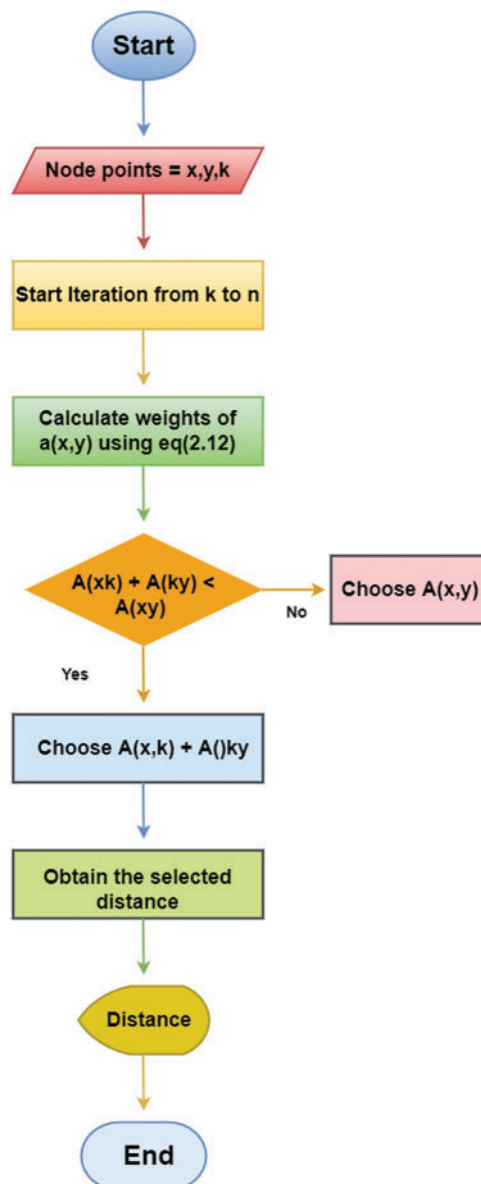 Start
Node points = x,y,k
Start Iteration from k to n
Calculate weights of
a(x,y) using eq(2.12)
A(xk) + A(ky) <
A(xy)
No
Choose A(x,y)
Yes
Choose A(x,k) + A()ky
Obtain the selected
distance
Distance
End